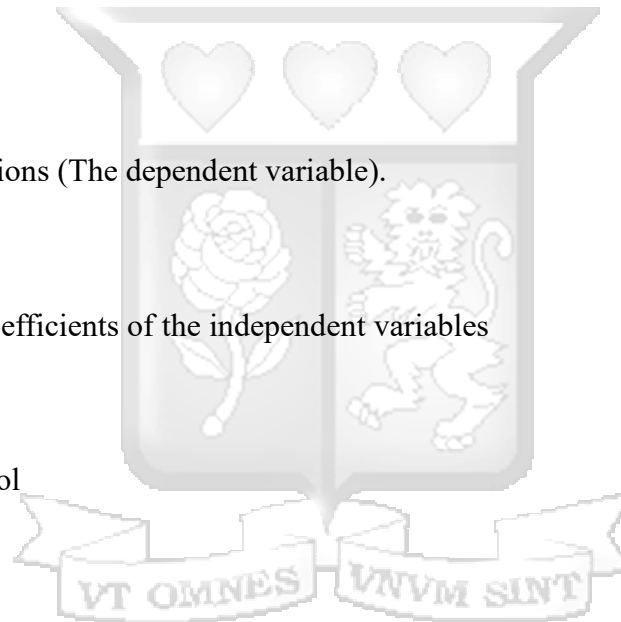 ions (The dependent variable).
efficients of the independent variables
ol
VT OMNES VNVM SINT